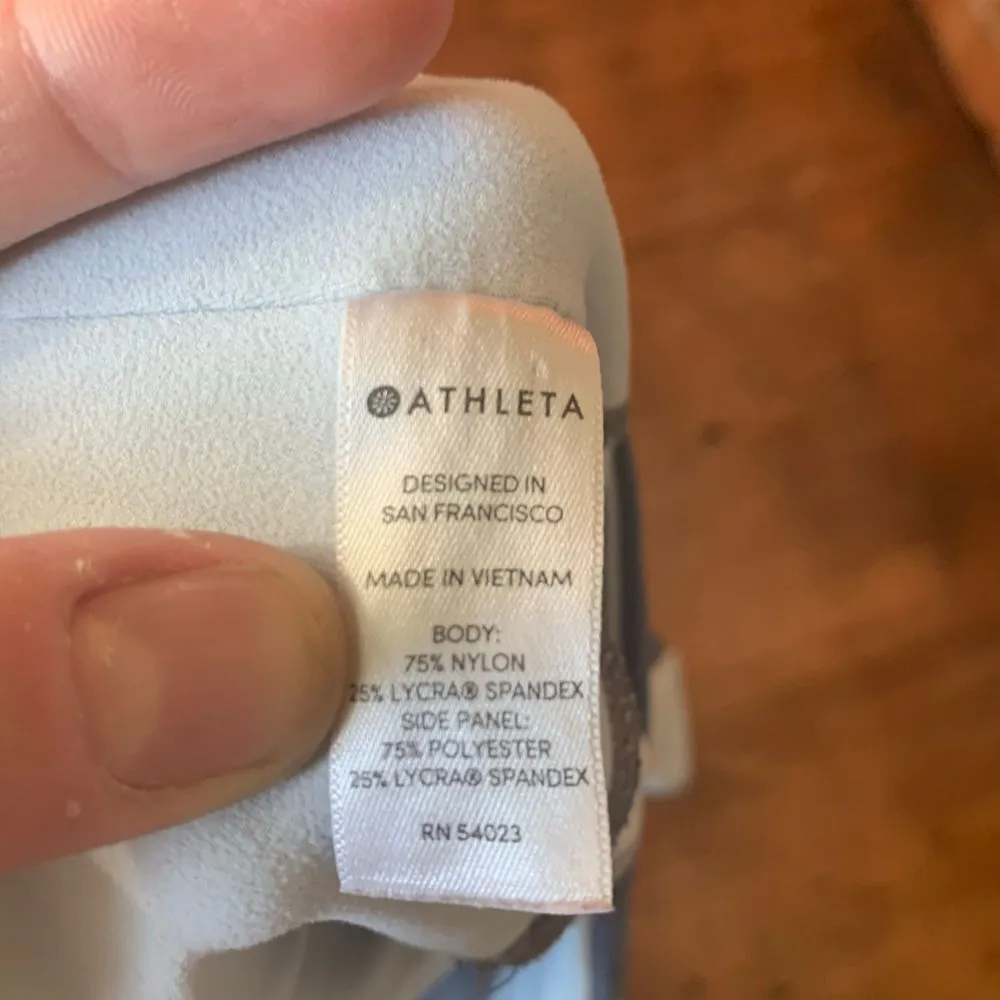 ATHLETA
DESIGNED IN
SAN FRANCISCO
MADE IN VIETNAM
BODY:
75% NYLON
25% LYCRA® SPANDEX
SIDE PANEL:
75% POLYESTER
25% LYCRA® SPANDEX
RN 54023